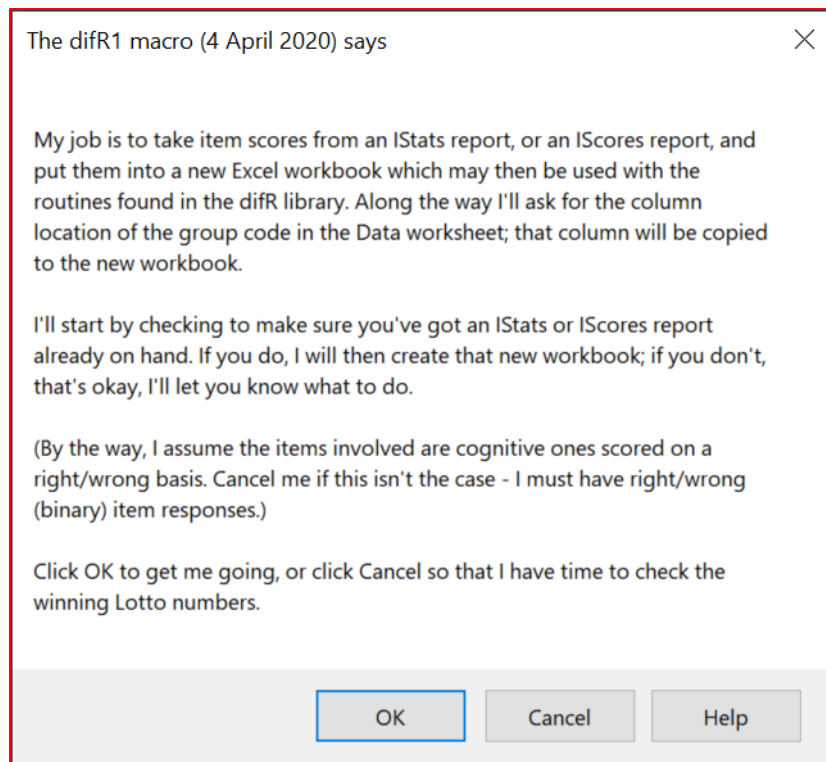 The difR1 macro (4 April 2020) says
My job is to take item scores from an IStats report, or an IScores report, and
put them into a new Excel workbook which may then be used with the
routines found in the difR library. Along the way I'll ask for the column
location of the group code in the Data worksheet; that column will be copied
to the new workbook.
I'll start by checking to make sure you've got an IStats or IScores report
already on hand. If you do, I will then create that new workbook; if you don't,
that's okay, I'll let you know what to do.
(By the way, I assume the items involved are cognitive ones scored on a
right/wrong basis. Cancel me if this isn't the case - I must have right/wrong
(binary) item responses.)
Click OK to get me going, or click Cancel so that I have time to check the
winning Lotto numbers.
OK Cancel Help